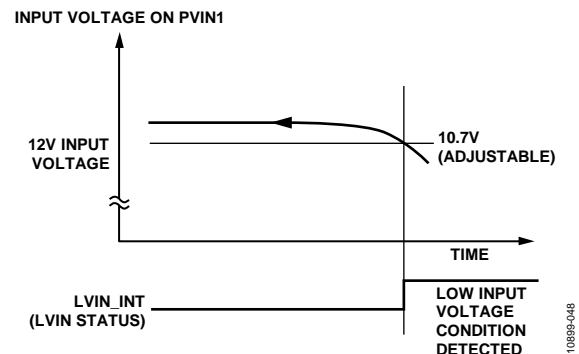 INPUT VOLTAGE ON PVIN1
12V INPUT
VOLTAGE
10.7V
(ADJUSTABLE)
TIME
LVIN_INT
(LVIN STATUS)
LOW INPUT
VOLTAGE
CONDITION
DETECTED
10899-048